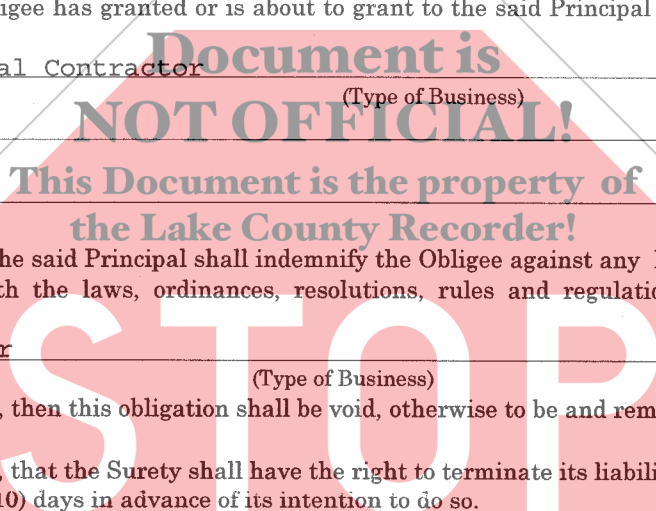 igee has granted or is about to grant to the said Principal
Document is
al Contractor
(Type of Business)
NOT OFFICIAL!
This Document is the property of
the Lake County Recorder!
he said Principal shall indemnify the Obligee against any
th the laws, ordinances, resolutions, rules and regulatio
STOP
r
(Type of Business)
, then this obligation shall be void, otherwise to be and rem
, that the Surety shall have the right to terminate its liabili
10) days in advance of its intention to do so.